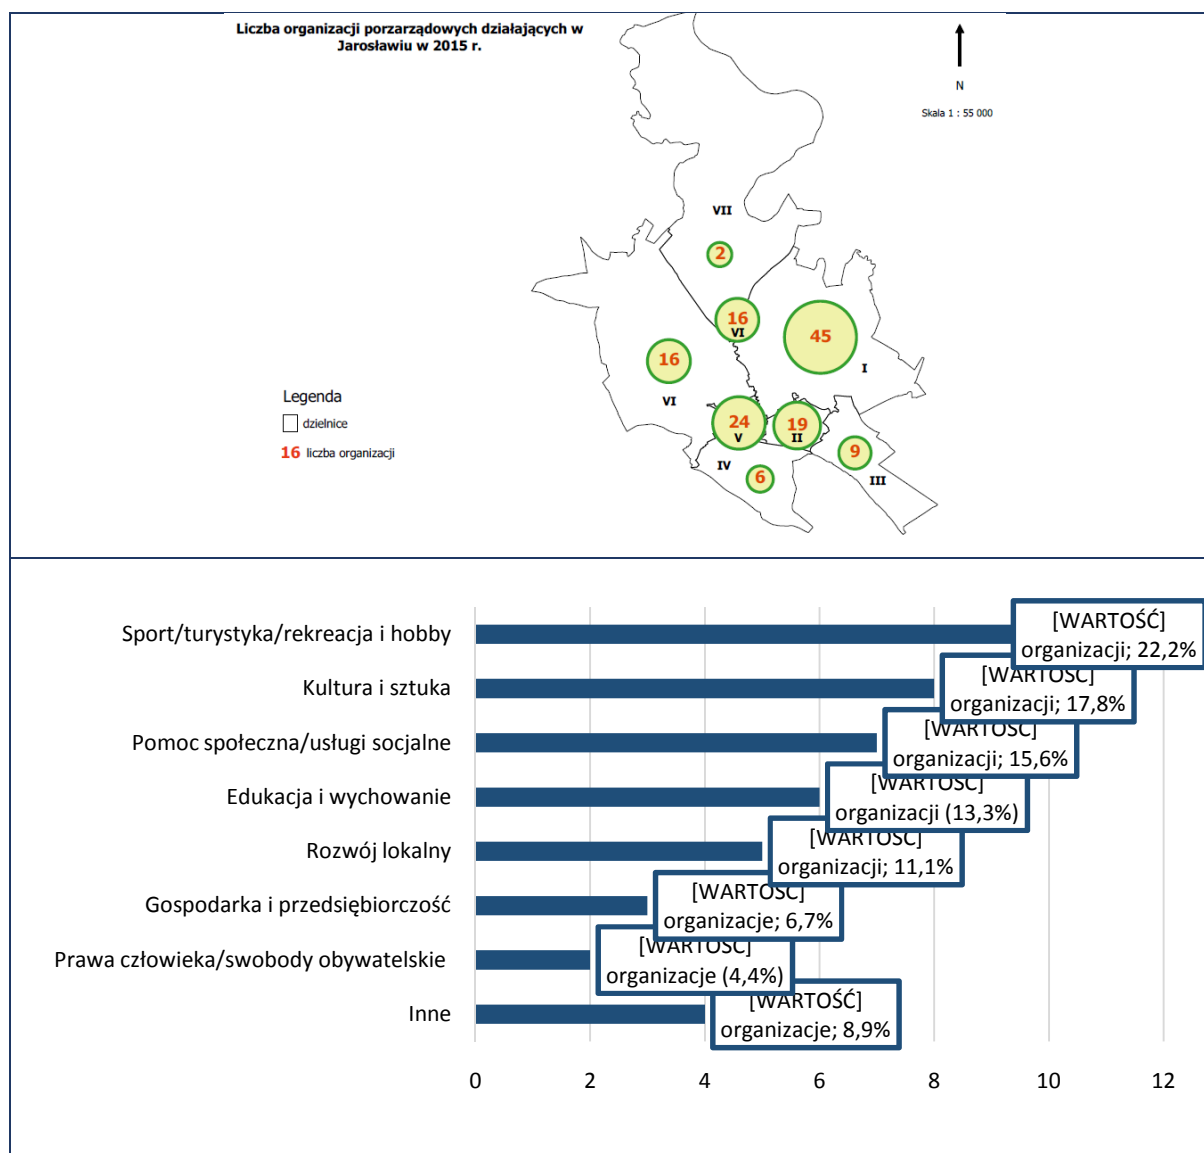 Liczba organizacji porzarządowych działających w
Jarosławiu w 2015 r.
N
Skala 1 : 55 000
VII
2
16
VI
45
I
16
VI
24
V
19
II
9
III
IV
6
Legenda
dzielnice
16 liczba organizacji
Sport/turystyka/rekreacja i hobby
[WARTOŚĆ]
organizacji; 22,2%
Kultura i sztuka
[WARTOŚĆ]
organizacji; 17,8%
Pomoc społeczna/usługi socjalne
[WARTOŚĆ]
organizacji; 15,6%
Edukacja i wychowanie
[WARTOŚĆ]
organizacji (13,3%)
Rozwój lokalny
[WARTOŚĆ]
organizacji; 11,1%
Gospodarka i przedsiębiorczość
[WARTOŚĆ]
organizacje; 6,7%
Prawa człowieka/swobody obywatelskie
[WARTOŚĆ]
organizacje (4,4%)
Inne
[WARTOŚĆ]
organizacje; 8,9%
0 2 4 6 8 10 12